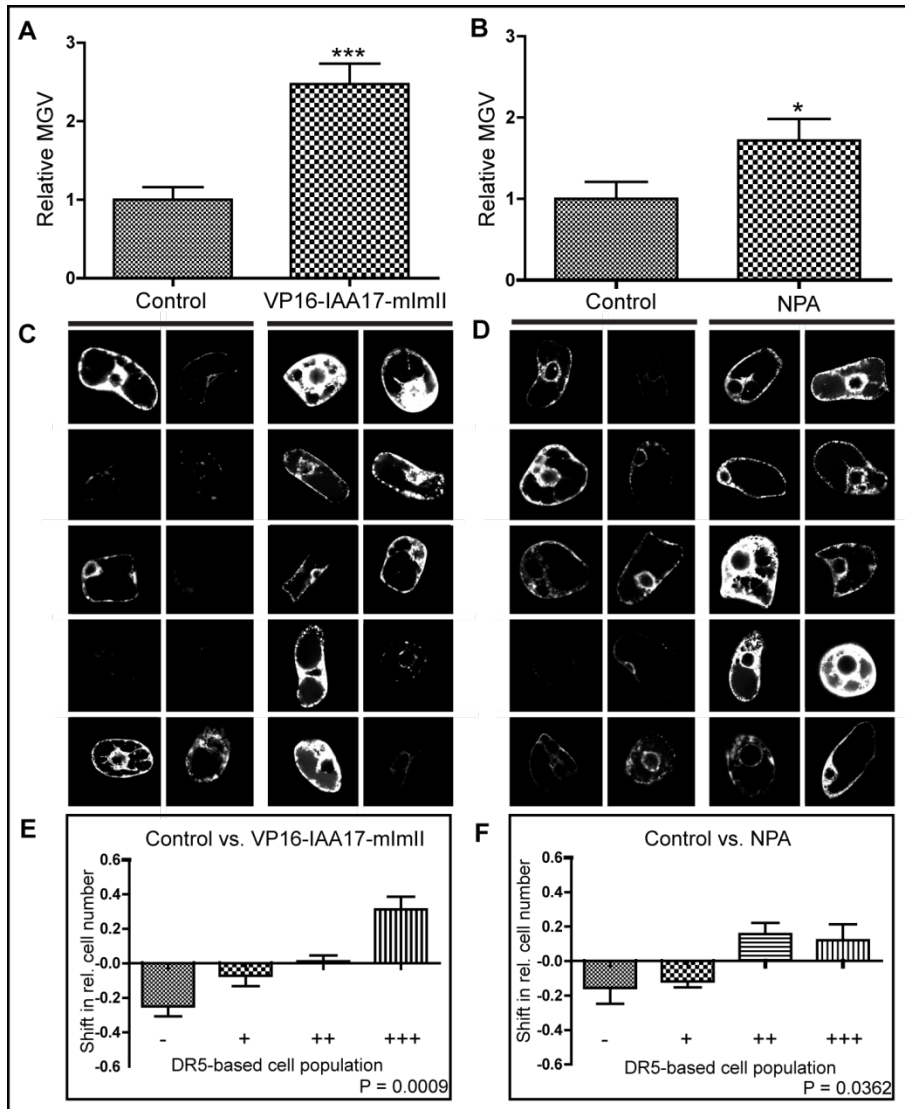 A
Relative MGV
3
2
1
0
***
Control
VP16-IAA17-mImII
B
Relative MGV
3
2
1
0
*
Control
NPA
C
D
E
Control vs. VP16-IAA17-mImII
Shift in rel. cell number
0.6
0.4
0.2
-0.0
-0.2
-0.4
-0.6
- + ++ +++
DR5-based cell population
P = 0.0009
F
Control vs. NPA
Shift in rel. cell number
0.6
0.4
0.2
-0.0
-0.2
-0.4
-0.6
- + ++ +++
DR5-based cell population
P = 0.0362